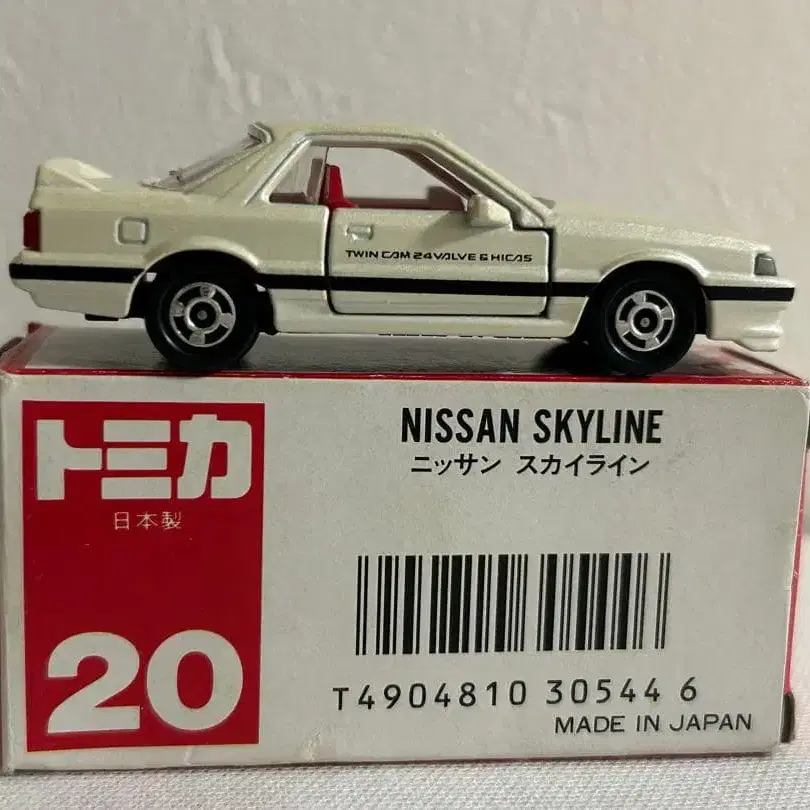 TWIN CAM 24VALVE & HICAS
トミカ
日本製
20
NISSAN SKYLINE
ニッサン スカイライン
T4904810 30544 6
MADE IN JAPAN